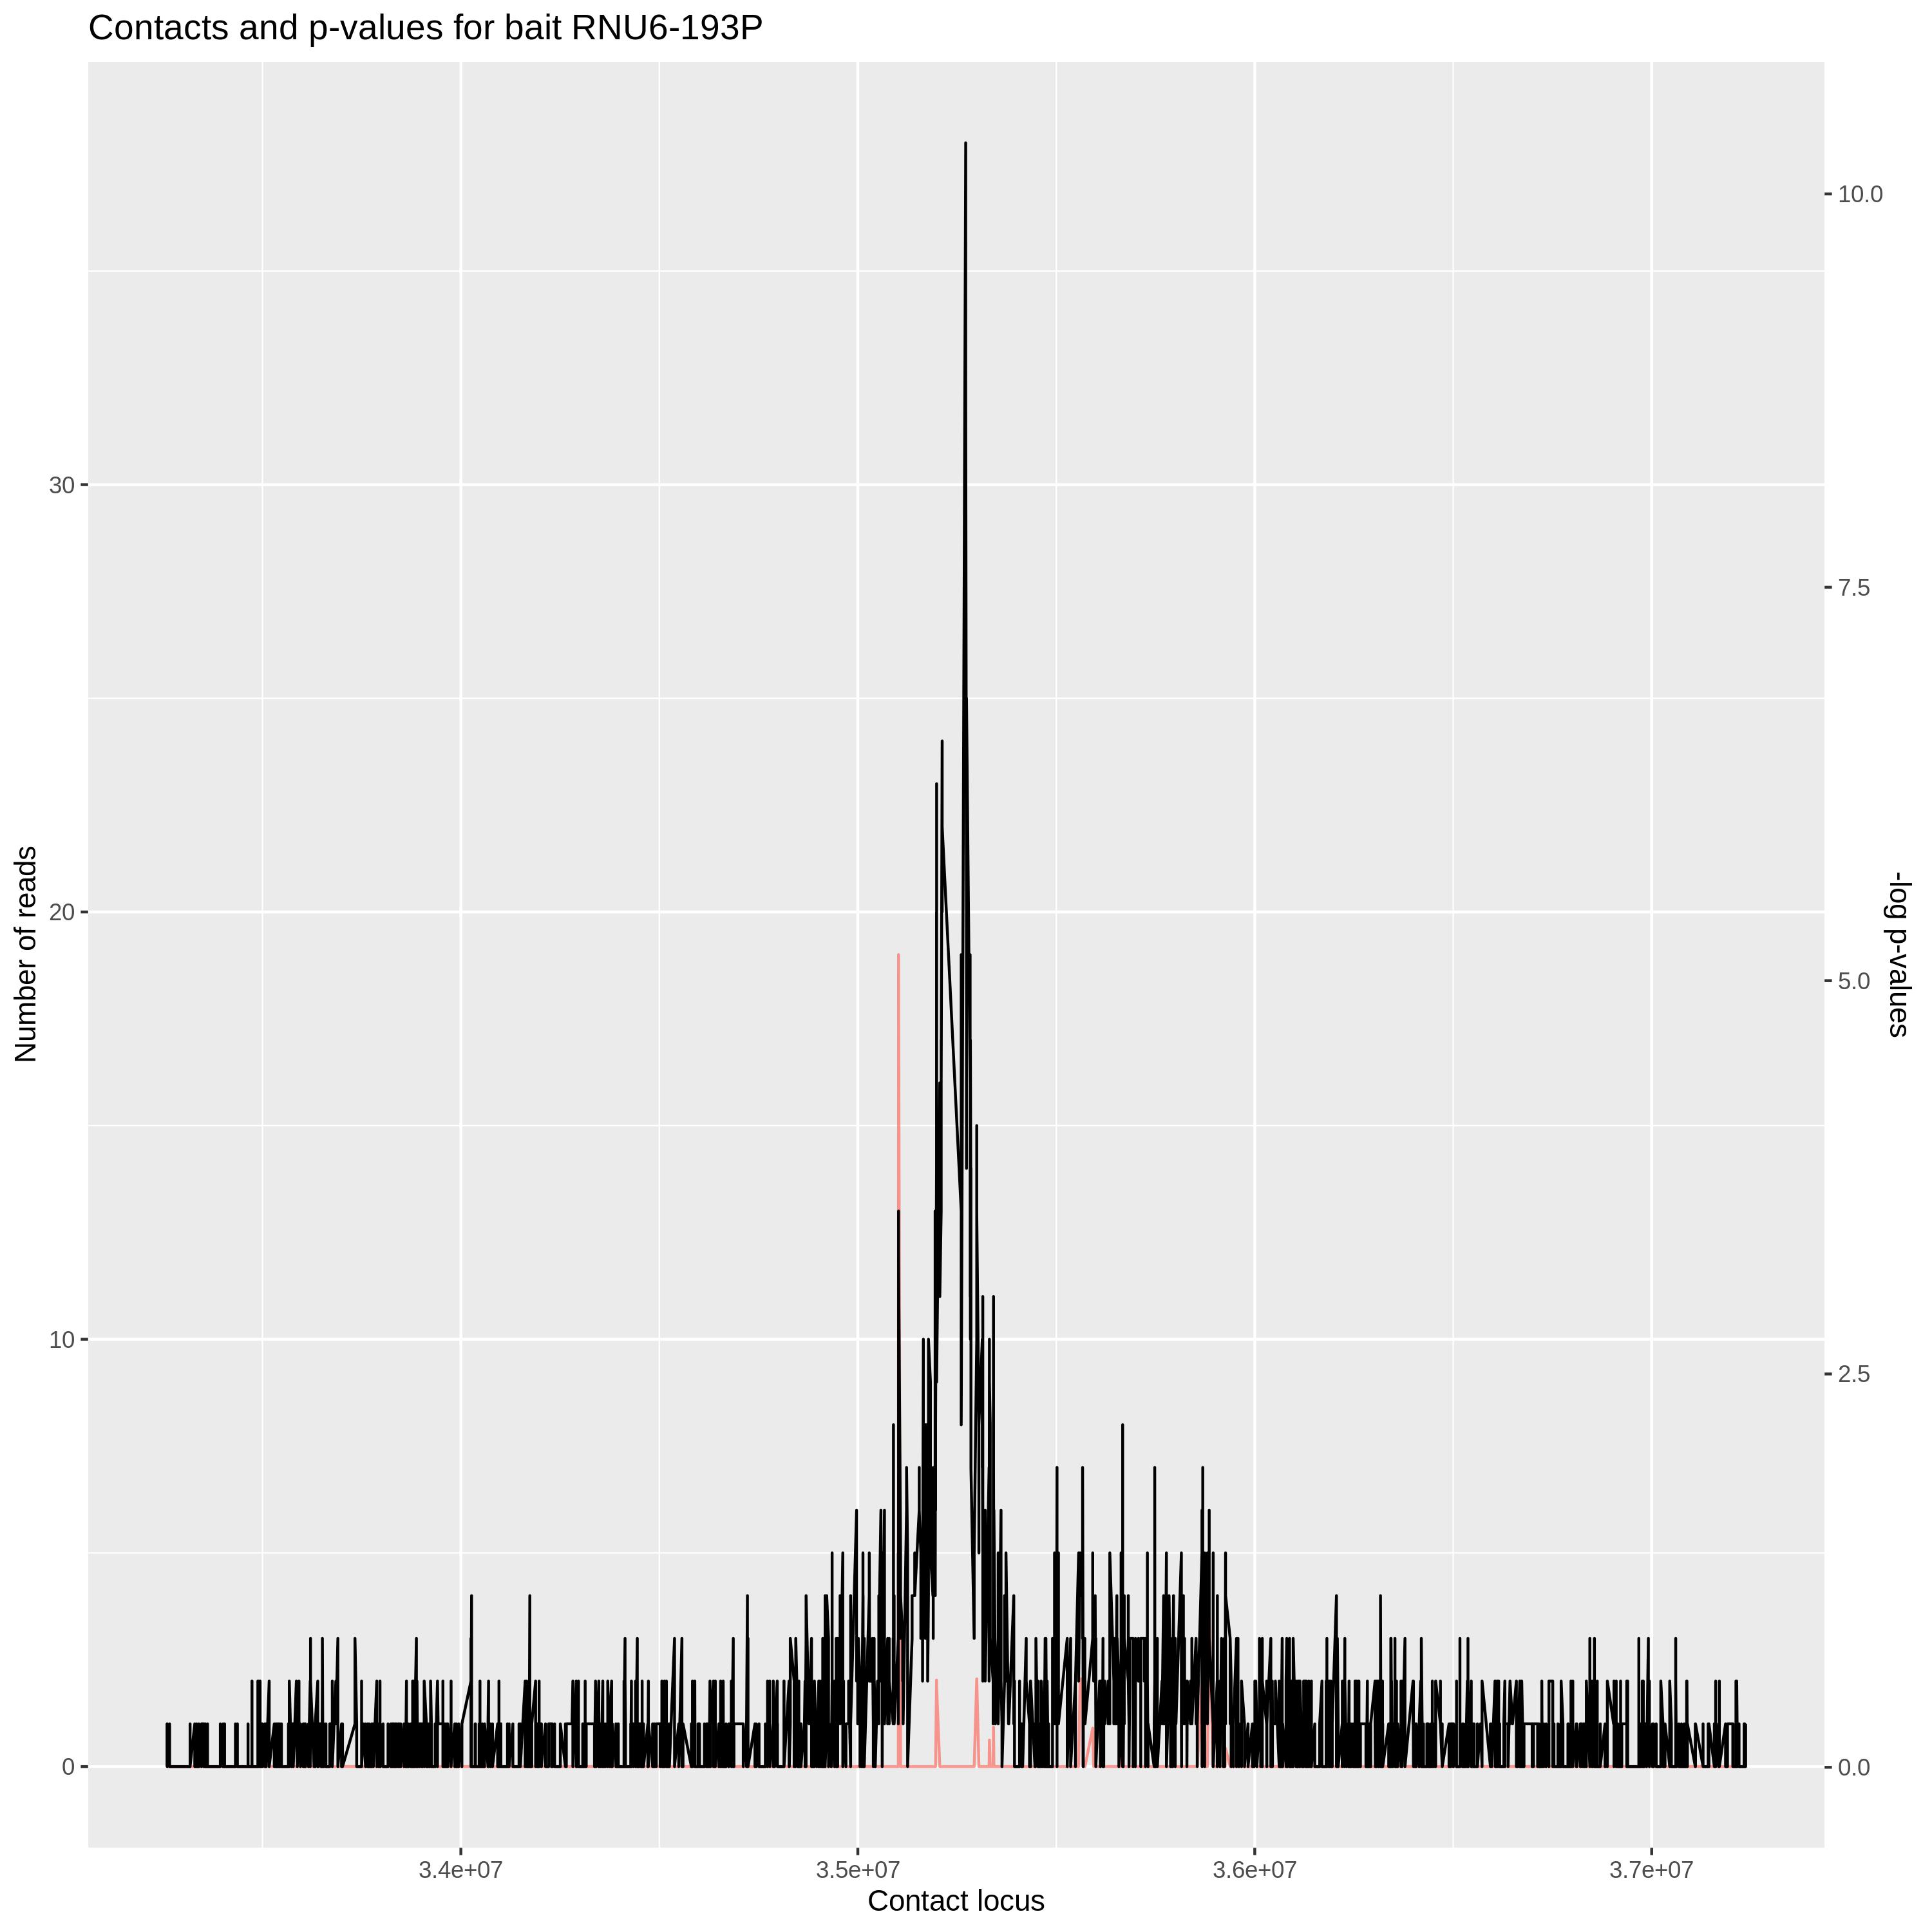 Contacts and p-values for bait RNU6-193P
10.0
30
7.5
Number of reads
-log p-values
20
5.0
10
2.5
0
0.0
3.4e+07 3.5e+07 3.6e+07 3.7e+07
Contact locus